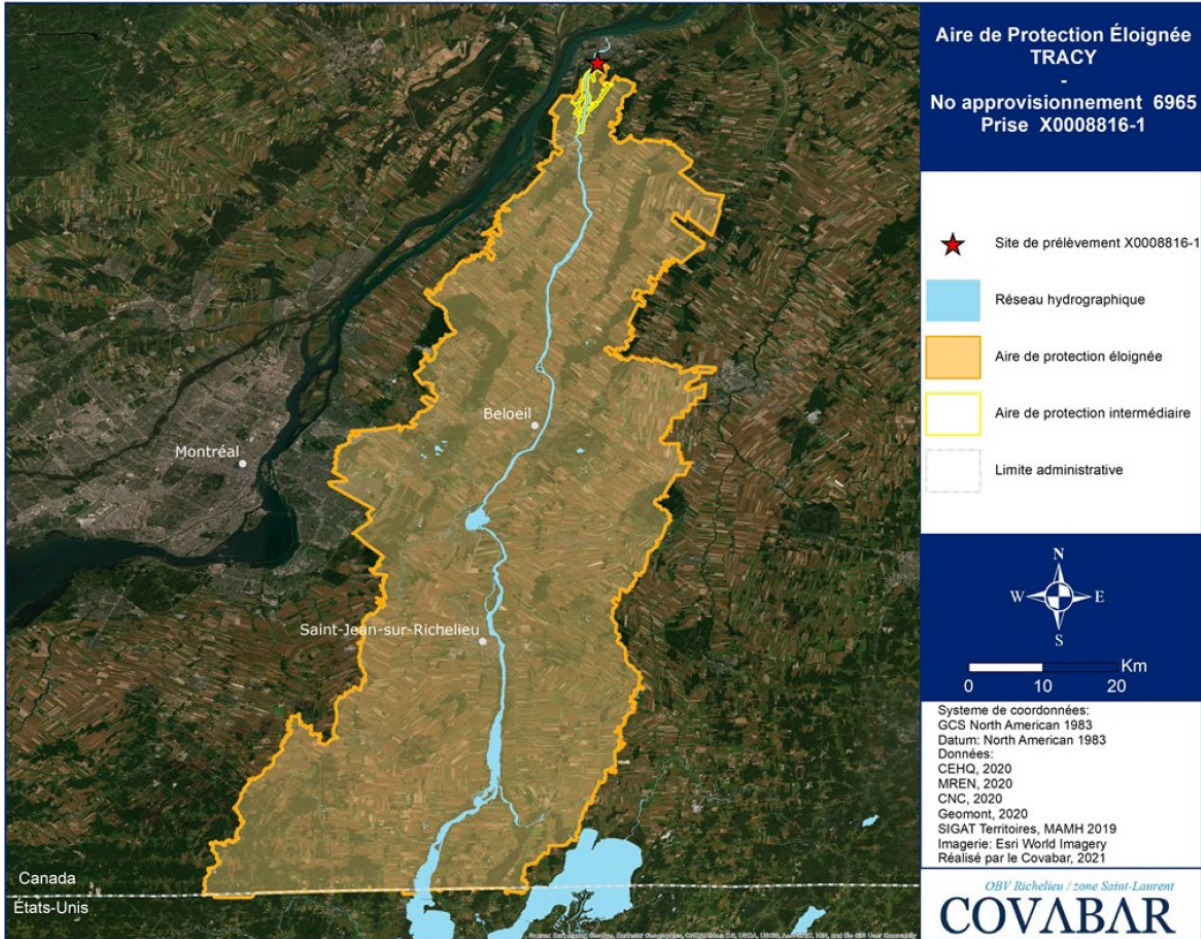 Aire de Protection Éloignée
TRACY
-
No approvisionnement 6965
Prise X0008816-1
Site de prélèvement X0008816-1
Réseau hydrographique
Aire de protection éloignée
Aire de protection intermédiaire
Limite administrative
Beloeil
Montréal
Saint-Jean-sur-Richelieu
Canada
États-Unis
N
W
E
S
Km
0 10 20
Systeme de coordonnées:
GCS North American 1983
Datum: North American 1983
Données:
CEHQ, 2020
MREN, 2020
CNC, 2020
Geomont, 2020
SIGAT Territoires, MAMH 2019
Imagerie: Esri World Imagery
Réalisé par le Covabar, 2021
OBV Richelieu / zone Saint-Laurent
COVABAR